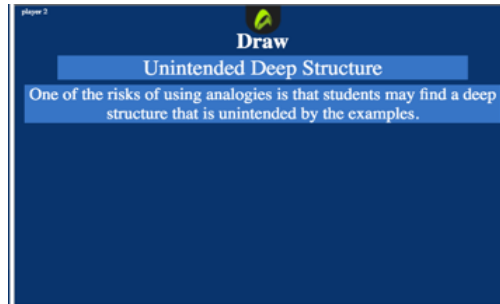 player 2
Draw
Unintended Deep Structure
One of the risks of using analogies is that students may find a deep
structure that is unintended by the examples.